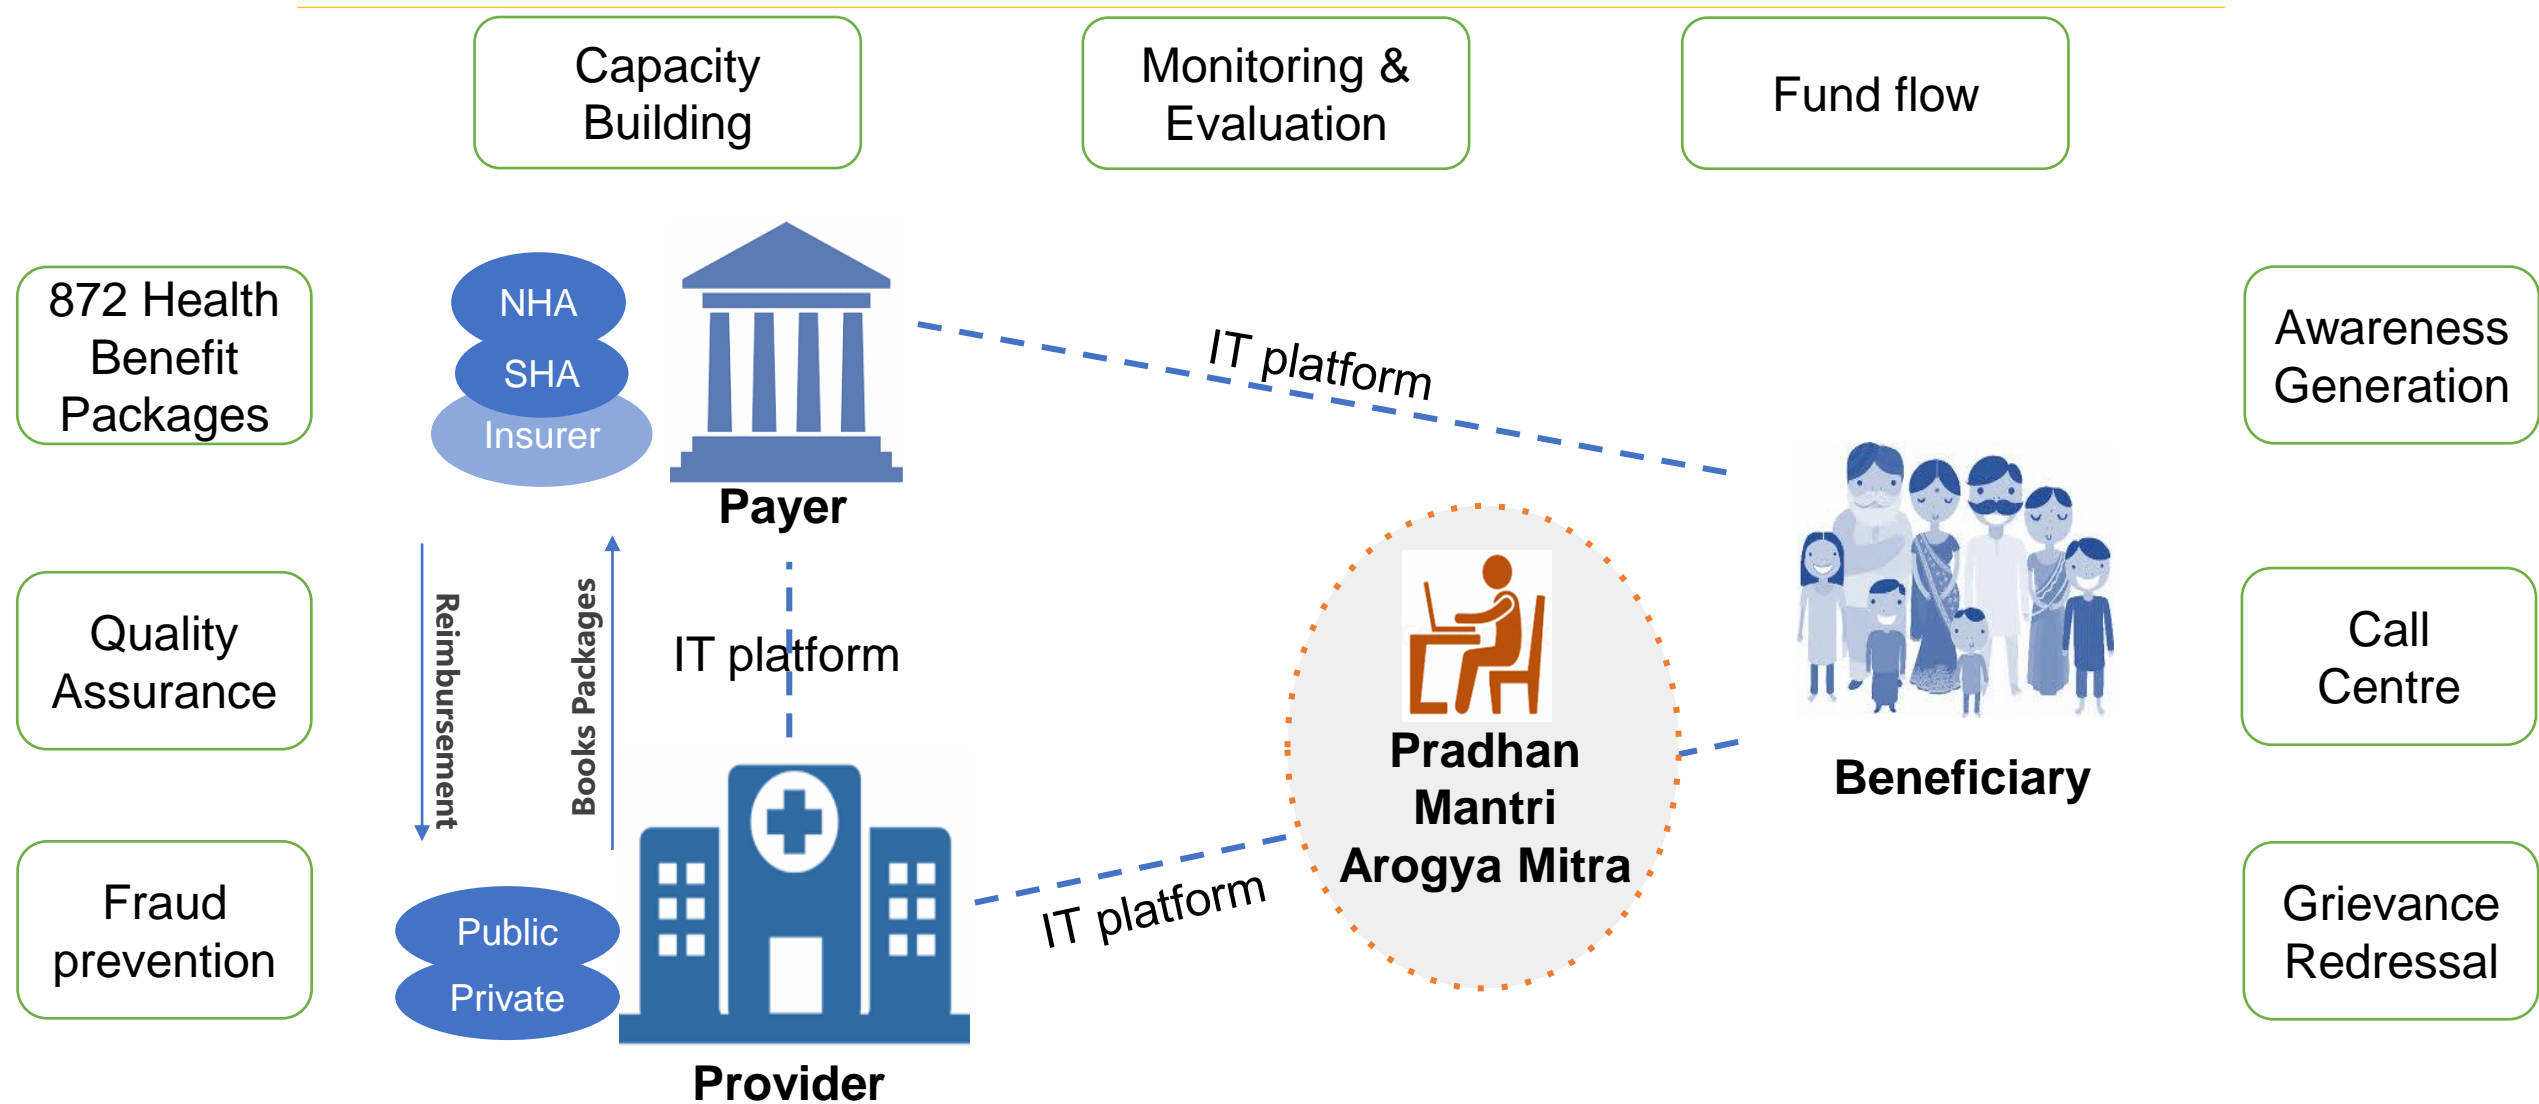 Capacity
Building
Monitoring &
Evaluation
Fund flow
872 Health
Benefit
Packages
Quality
Assurance
Fraud
prevention
NHA
SHA
Insurer
Payer
IT platform
Reimbursement
Books Packages
IT platform
Public
Private
Provider
IT platform
Pradhan
Mantri
Arogya Mitra
Beneficiary
Awareness
Generation
Call
Centre
Grievance
Redressal